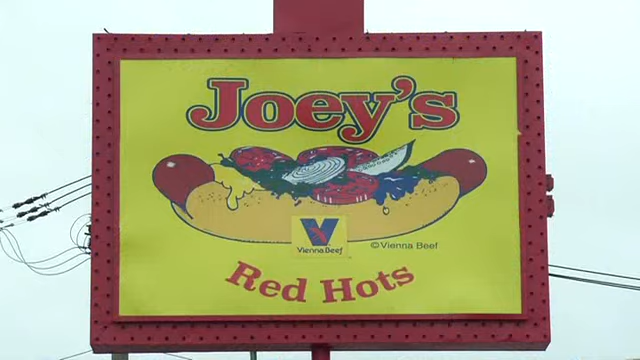 Joey's
V
Vienna Beef
©Vienna Beef
Red Hots